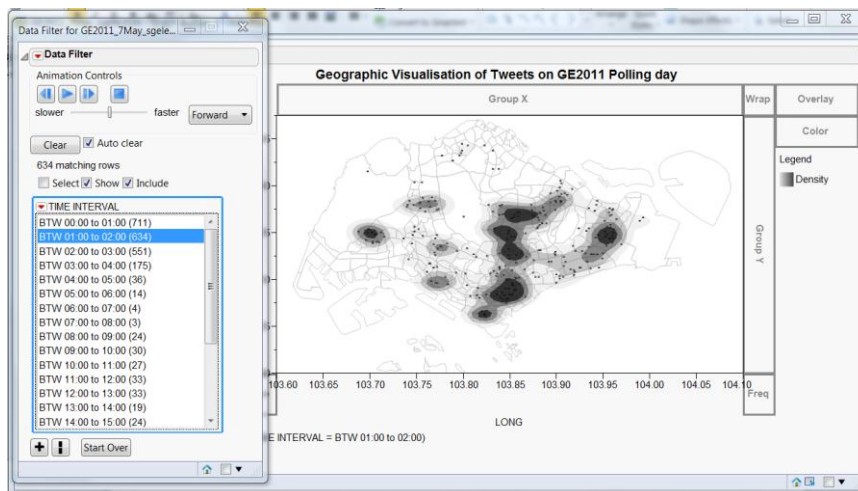 Data Filter for GE2011_7May_sgele...
Data Filter
Animation Controls
slower faster Forward
Clear Auto clear
634 matching rows
Select Show Include
TIME INTERVAL
BTW 00:00 to 01:00 (711)
BTW 01:00 to 02:00 (634)
BTW 02:00 to 03:00 (551)
BTW 03:00 to 04:00 (175)
BTW 04:00 to 05:00 (36)
BTW 05:00 to 06:00 (14)
BTW 06:00 to 07:00 (4)
BTW 07:00 to 08:00 (3)
BTW 08:00 to 09:00 (24)
BTW 09:00 to 10:00 (30)
BTW 10:00 to 11:00 (27)
BTW 11:00 to 12:00 (33)
BTW 12:00 to 13:00 (33)
BTW 13:00 to 14:00 (19)
BTW 14:00 to 15:00 (24)
Start Over
Geographic Visualisation of Tweets on GE2011 Polling day
Group X
Wrap
Overlay
Color
Legend
Density
Group Y
103.60 103.65 103.70 103.75 103.80 103.85 103.90 103.95 104.00 104.05 104.10
Freq
LONG
E INTERVAL = BTW 01:00 to 02:00)